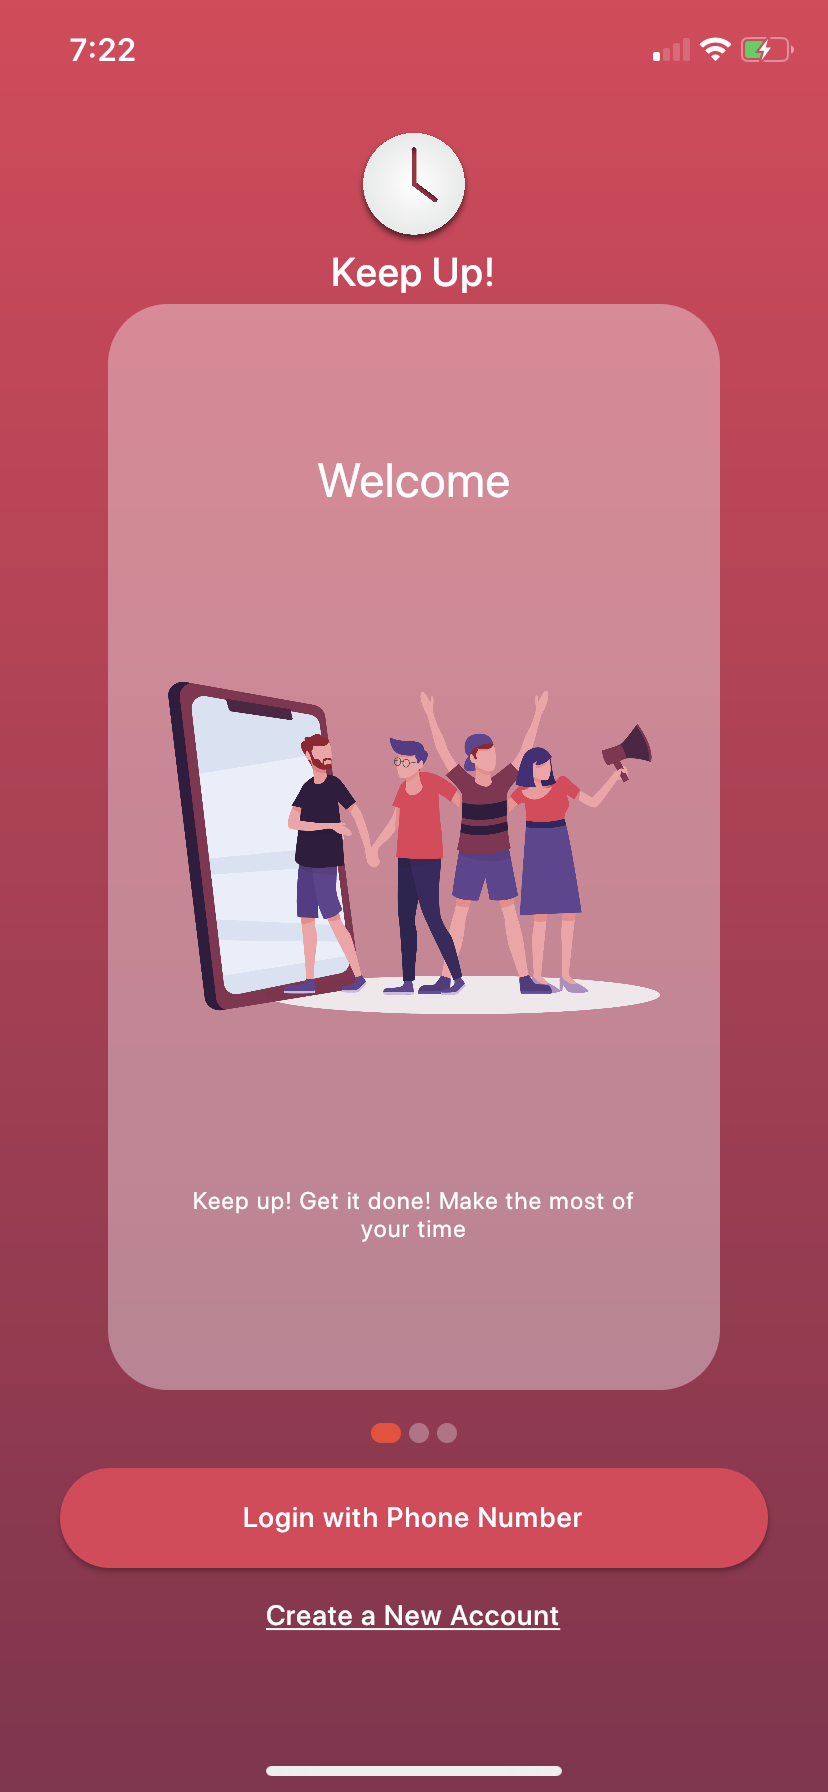 7:22
Keep Up!
Welcome
Keep up! Get it done! Make the most of
your time
Login with Phone Number
Create a New Account